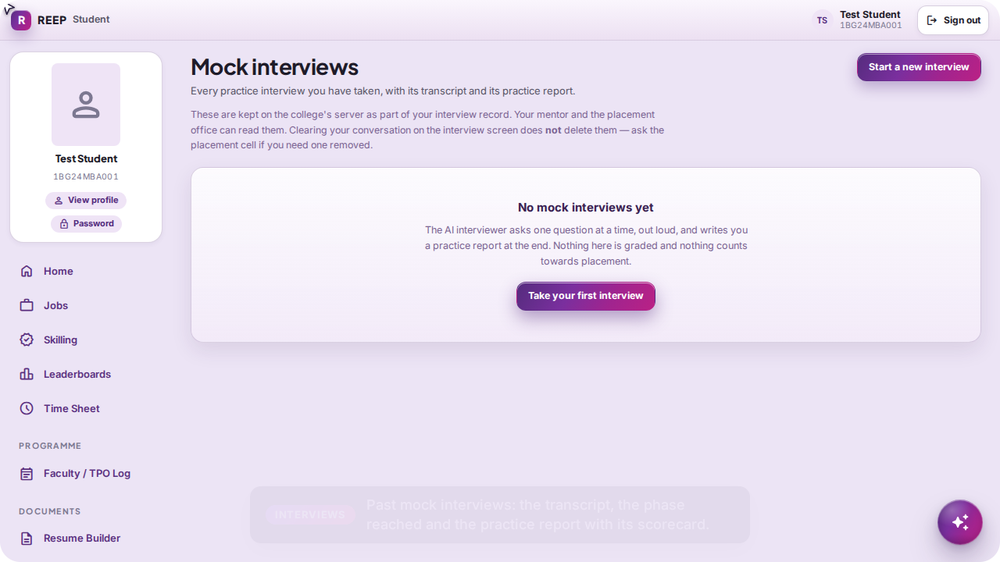 R REEP Student
TS Test Student
1BG24MBA001
Sign out
Test Student
1BG24MBA001
View profile
Password
Home
Jobs
Skilling
Leaderboards
Time Sheet
PROGRAMME
Faculty / TPO Log
DOCUMENTS
Resume Builder
Mock interviews
Start a new interview
Every practice interview you have taken, with its transcript and its practice report.
These are kept on the college's server as part of your interview record. Your mentor and the placement
office can read them. Clearing your conversation on the interview screen does not delete them — ask the
placement cell if you need one removed.
No mock interviews yet
The AI interviewer asks one question at a time, out loud, and writes you
a practice report at the end. Nothing here is graded and nothing counts
towards placement.
Take your first interview
INTERVIEWS
Past mock interviews: the transcript, the phase
reached and the practice report with its scorecard.